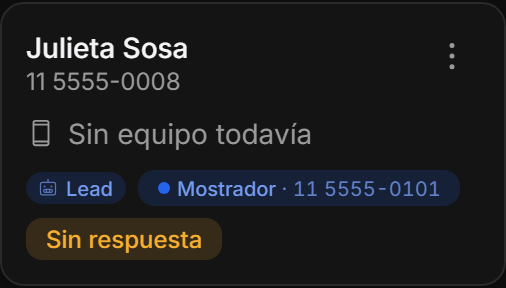 Julieta Sosa
11 5555-0008
Sin equipo todavía
Lead
Mostrador · 11 5555-0101
Sin respuesta